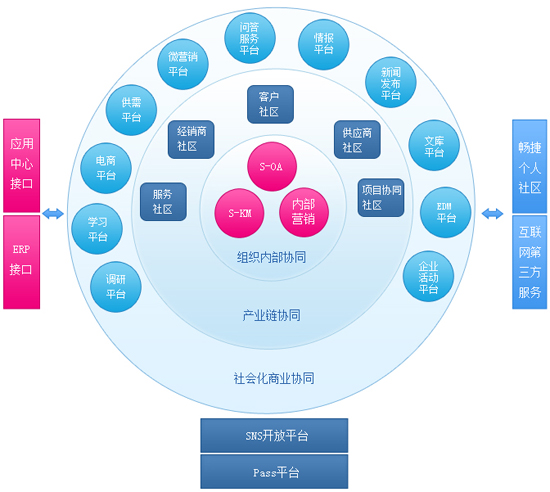 问答
服务
平台
情报
平台
微营销
平台
新闻
发布
平台
供需
平台
客户
社区
经销商
社区
供应商
社区
文库
平台
电商
平台
S-OA
服务
社区
项目协同
社区
S-KM
内部
营销
EDM
平台
学习
平台
组织内部协同
企业
活动
平台
调研
平台
产业链协同
社会化商业协同
应用
中心
接口
ERP
接口
畅捷
个人
社区
互联
网第
三方
服务
SNS开放平台
Pass平台